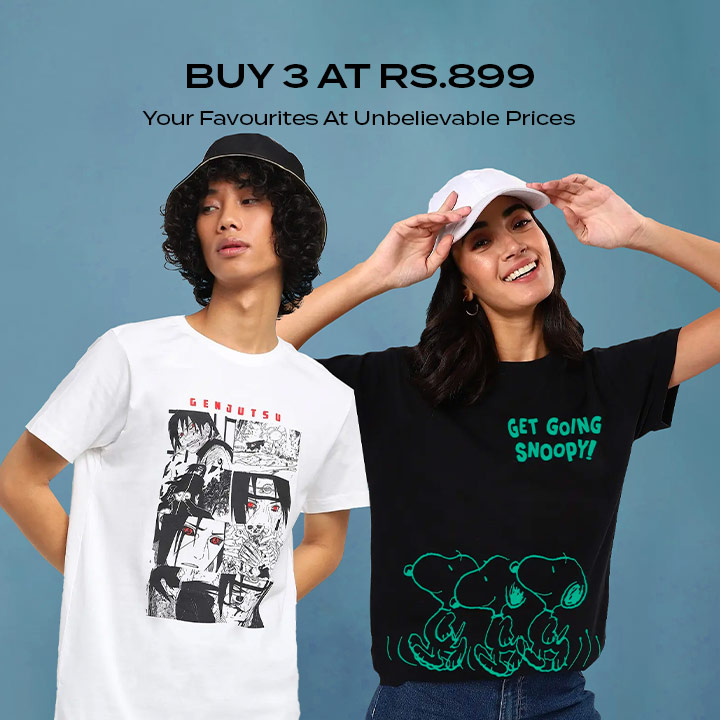 BUY 3 AT RS.899
Your Favourites At Unbelievable Prices
GENJUTSU
GET GOING
SNOOPY!